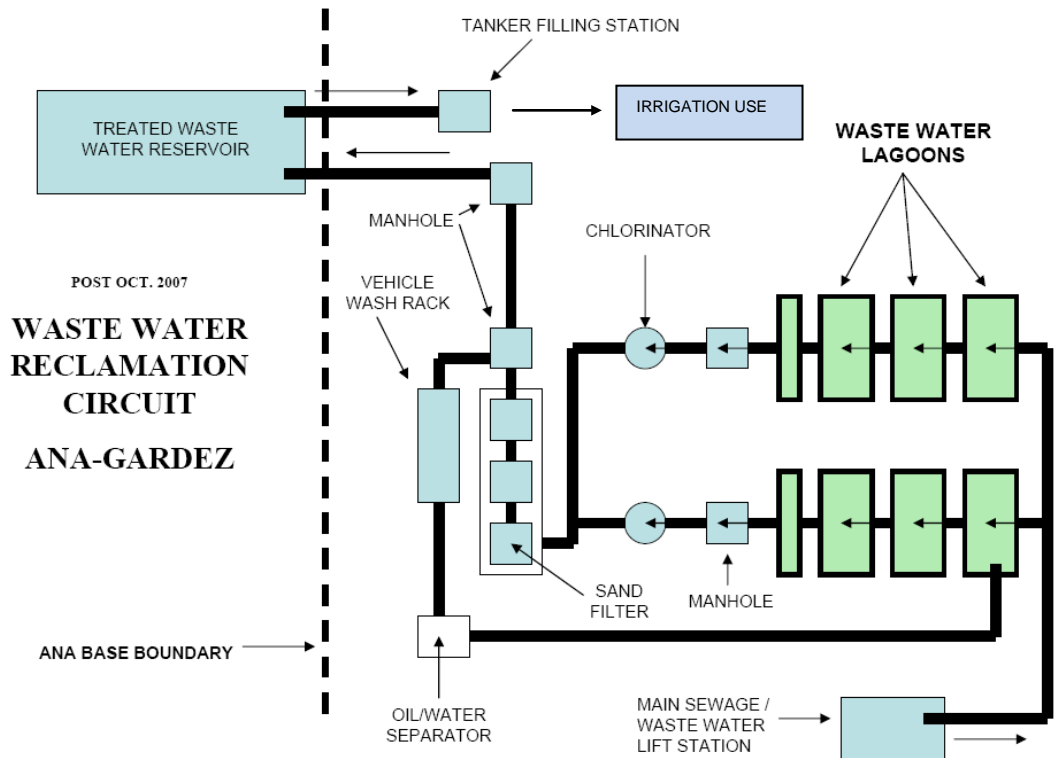 TANKER FILLING STATION
TREATED WASTE
WATER RESERVOIR
IRRIGATION USE
WASTE WATER
LAGOONS
MANHOLE
CHLORINATOR
POST OCT. 2007
VEHICLE
WASH RACK
WASTE WATER
RECLAMATION
CIRCUIT
ANA-GARDEZ
SAND
FILTER
MANHOLE
ANA BASE BOUNDARY
OIL/WATER
SEPARATOR
MAIN SEWAGE /
WASTE WATER
LIFT STATION